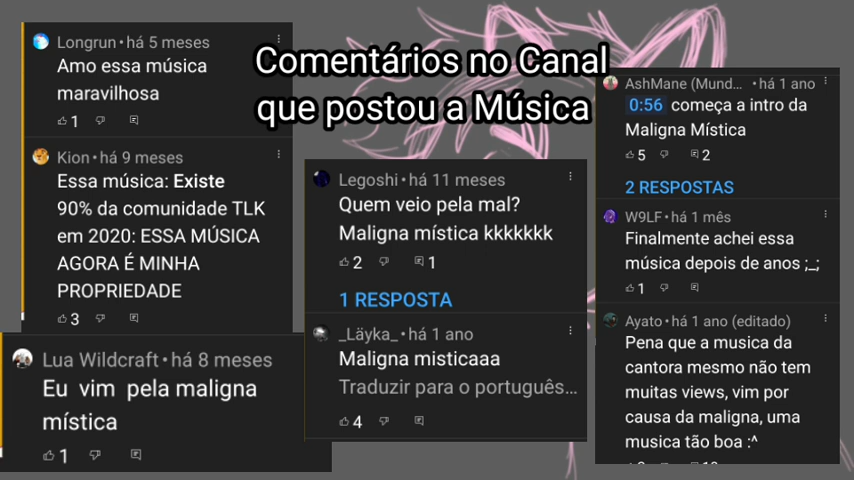 Comentários no Canal
que postou a Música
Longrun • há 5 meses
Amo essa música
maravilhosa
1
Kion • há 9 meses
Essa música: Existe
90% da comunidade TLK
em 2020: ESSA MÚSICA
AGORA É MINHA
PROPRIEDADE
3
Lua Wildcraft • há 8 meses
Eu vim pela maligna
mística
1
Legoshi • há 11 meses
Quem veio pela mal?
Maligna mística kkkkkkk
2 1
1 RESPOSTA
_Läyka_ • há 1 ano
Maligna misticaaa
Traduzir para o português...
4
AshMane (Mund... • há 1 ano
0:56 começa a intro da
Maligna Mística
5 2
2 RESPOSTAS
W9LF • há 1 mês
Finalmente achei essa
música depois de anos ;_;
1
Ayato • há 1 ano (editado)
Pena que a musica da
cantora mesmo não tem
muitas views, vim por
causa da maligna, uma
musica tão boa :^